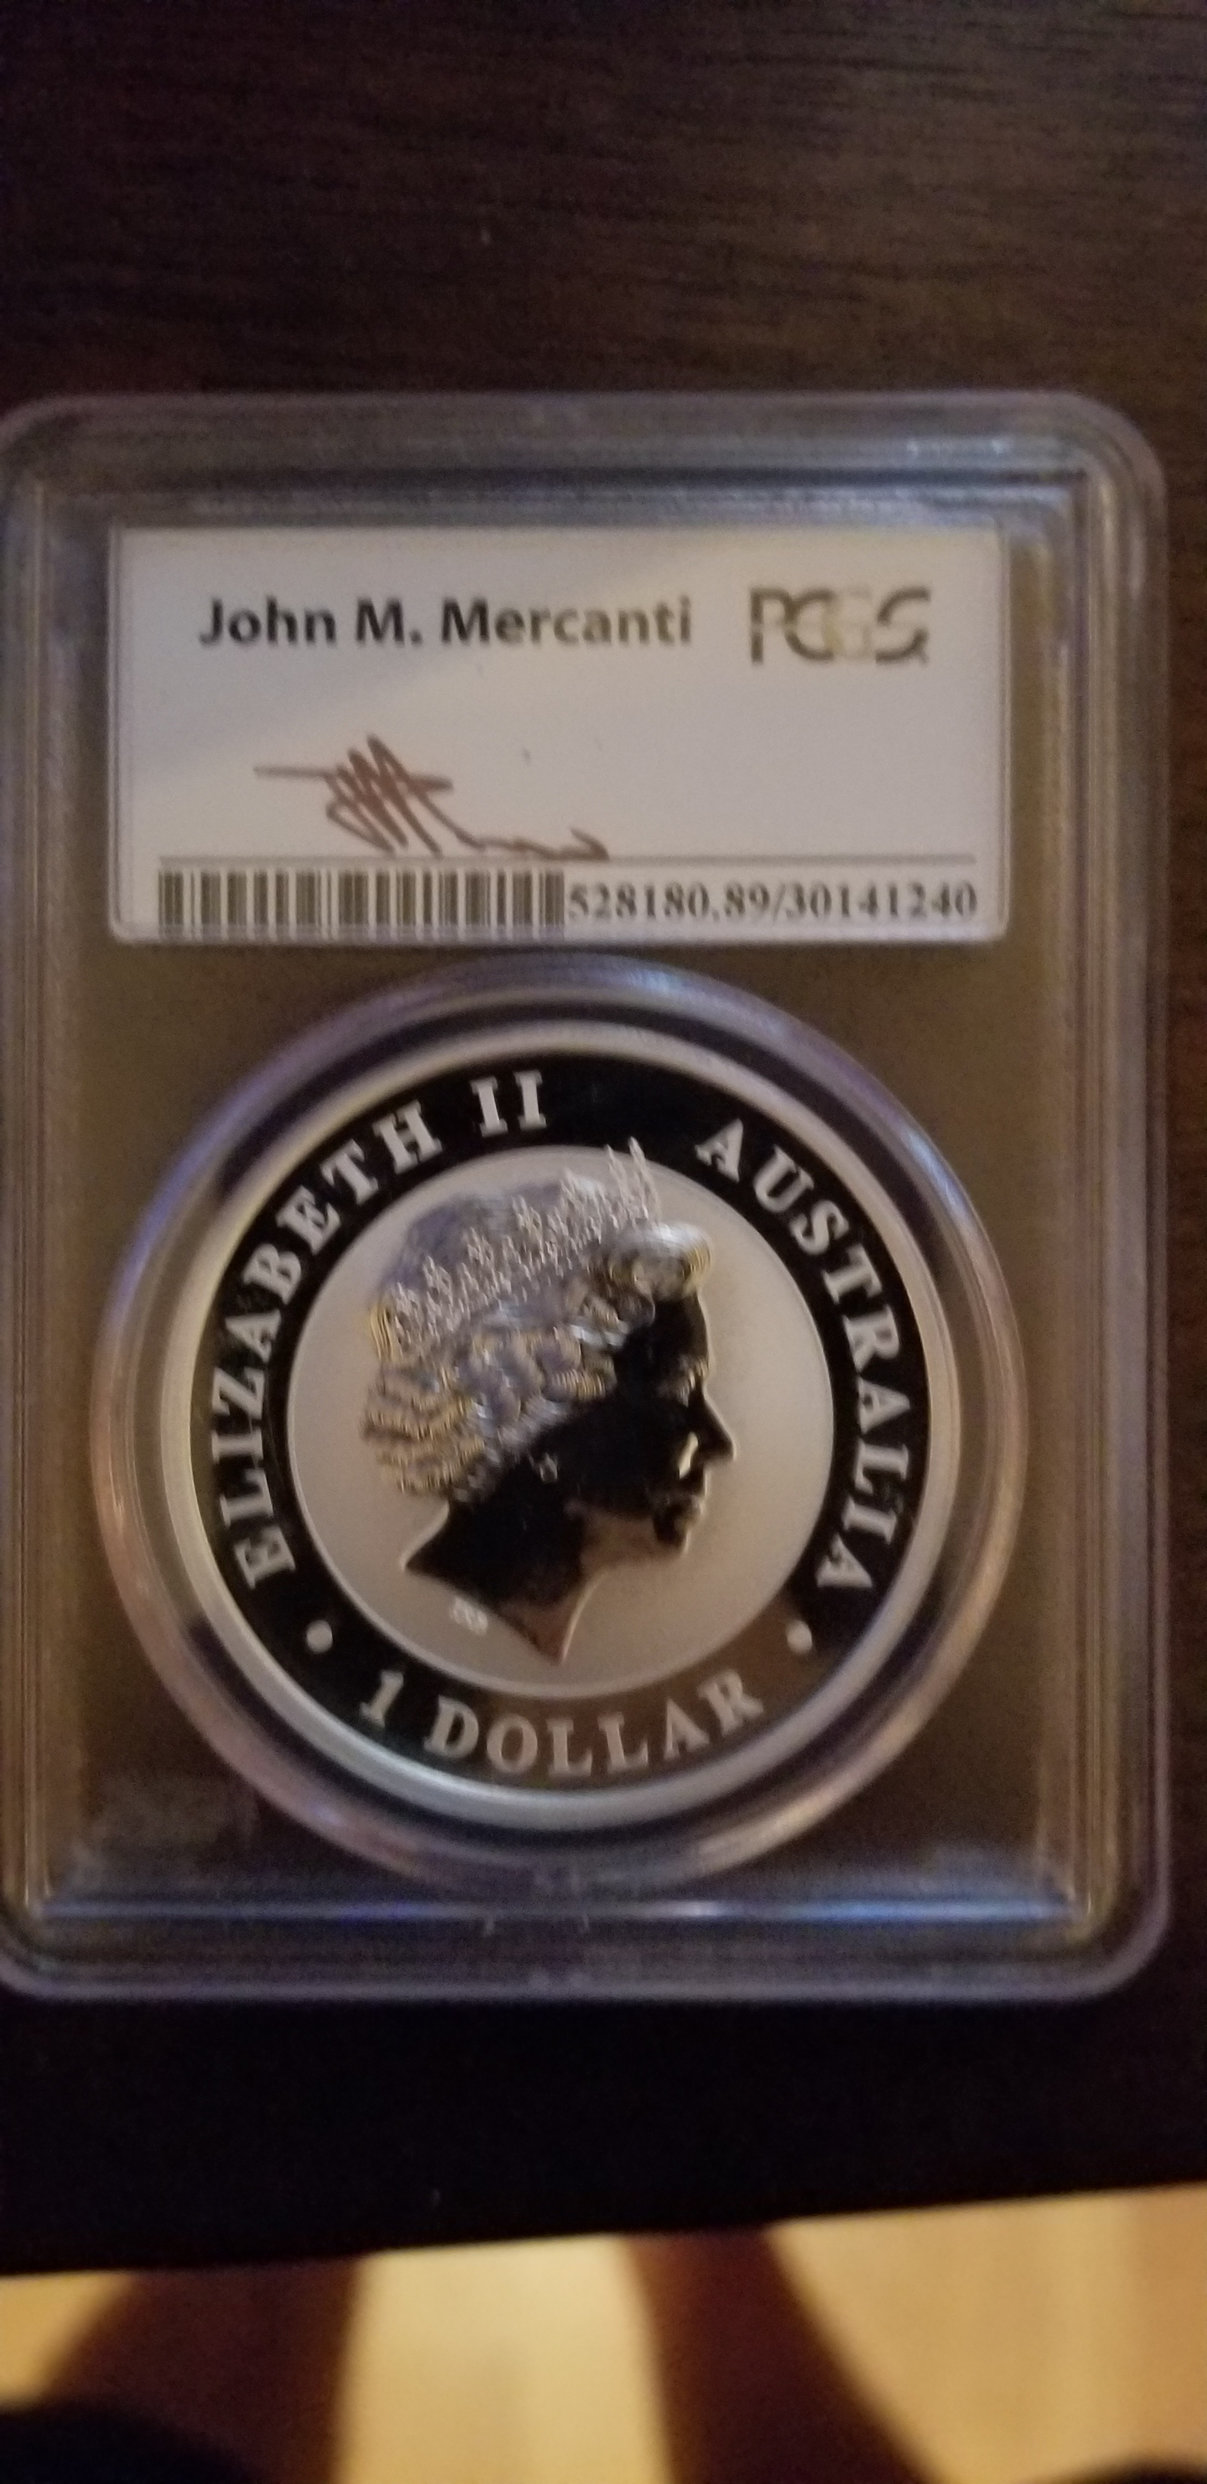 John M. Mercanti
PCGS
528180.89/30141240
ELIZABETH II
AUSTRALIA
1 DOLLAR